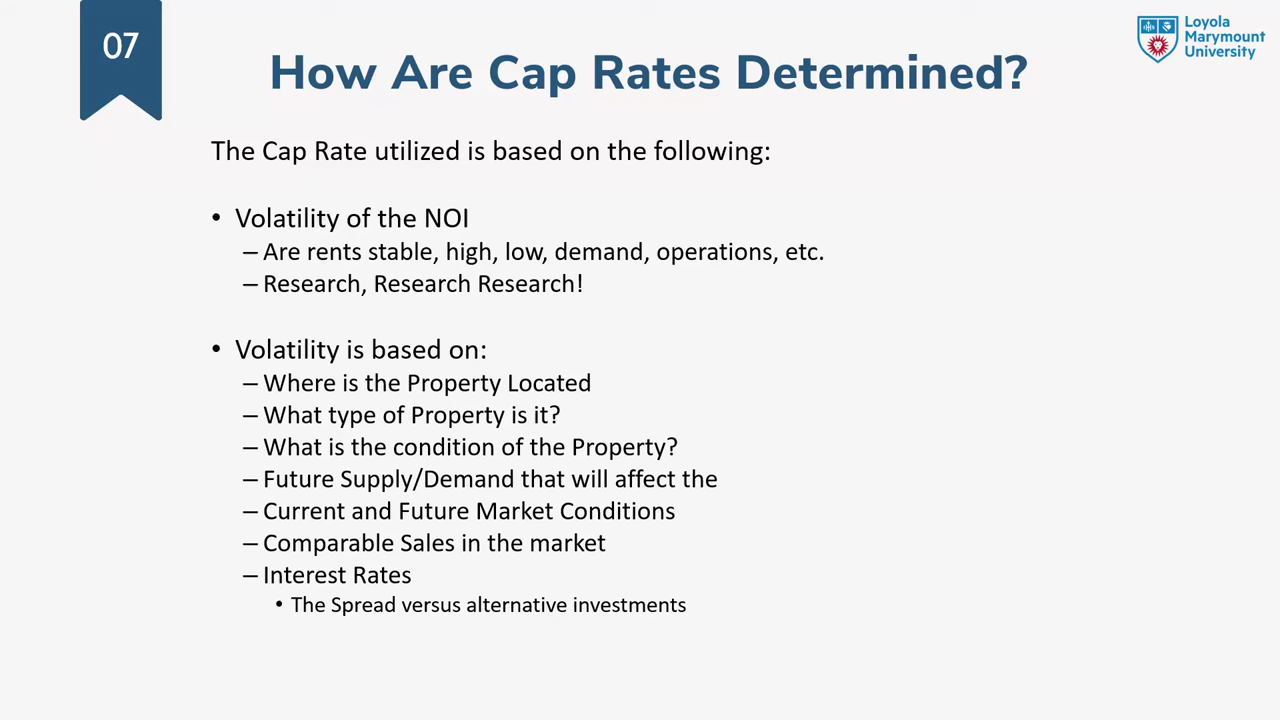 07
Loyola
Marymount
University
How Are Cap Rates Determined?
The Cap Rate utilized is based on the following:
• Volatility of the NOI
– Are rents stable, high, low, demand, operations, etc.
– Research, Research Research!
• Volatility is based on:
– Where is the Property Located
– What type of Property is it?
– What is the condition of the Property?
– Future Supply/Demand that will affect the
– Current and Future Market Conditions
– Comparable Sales in the market
– Interest Rates
• The Spread versus alternative investments